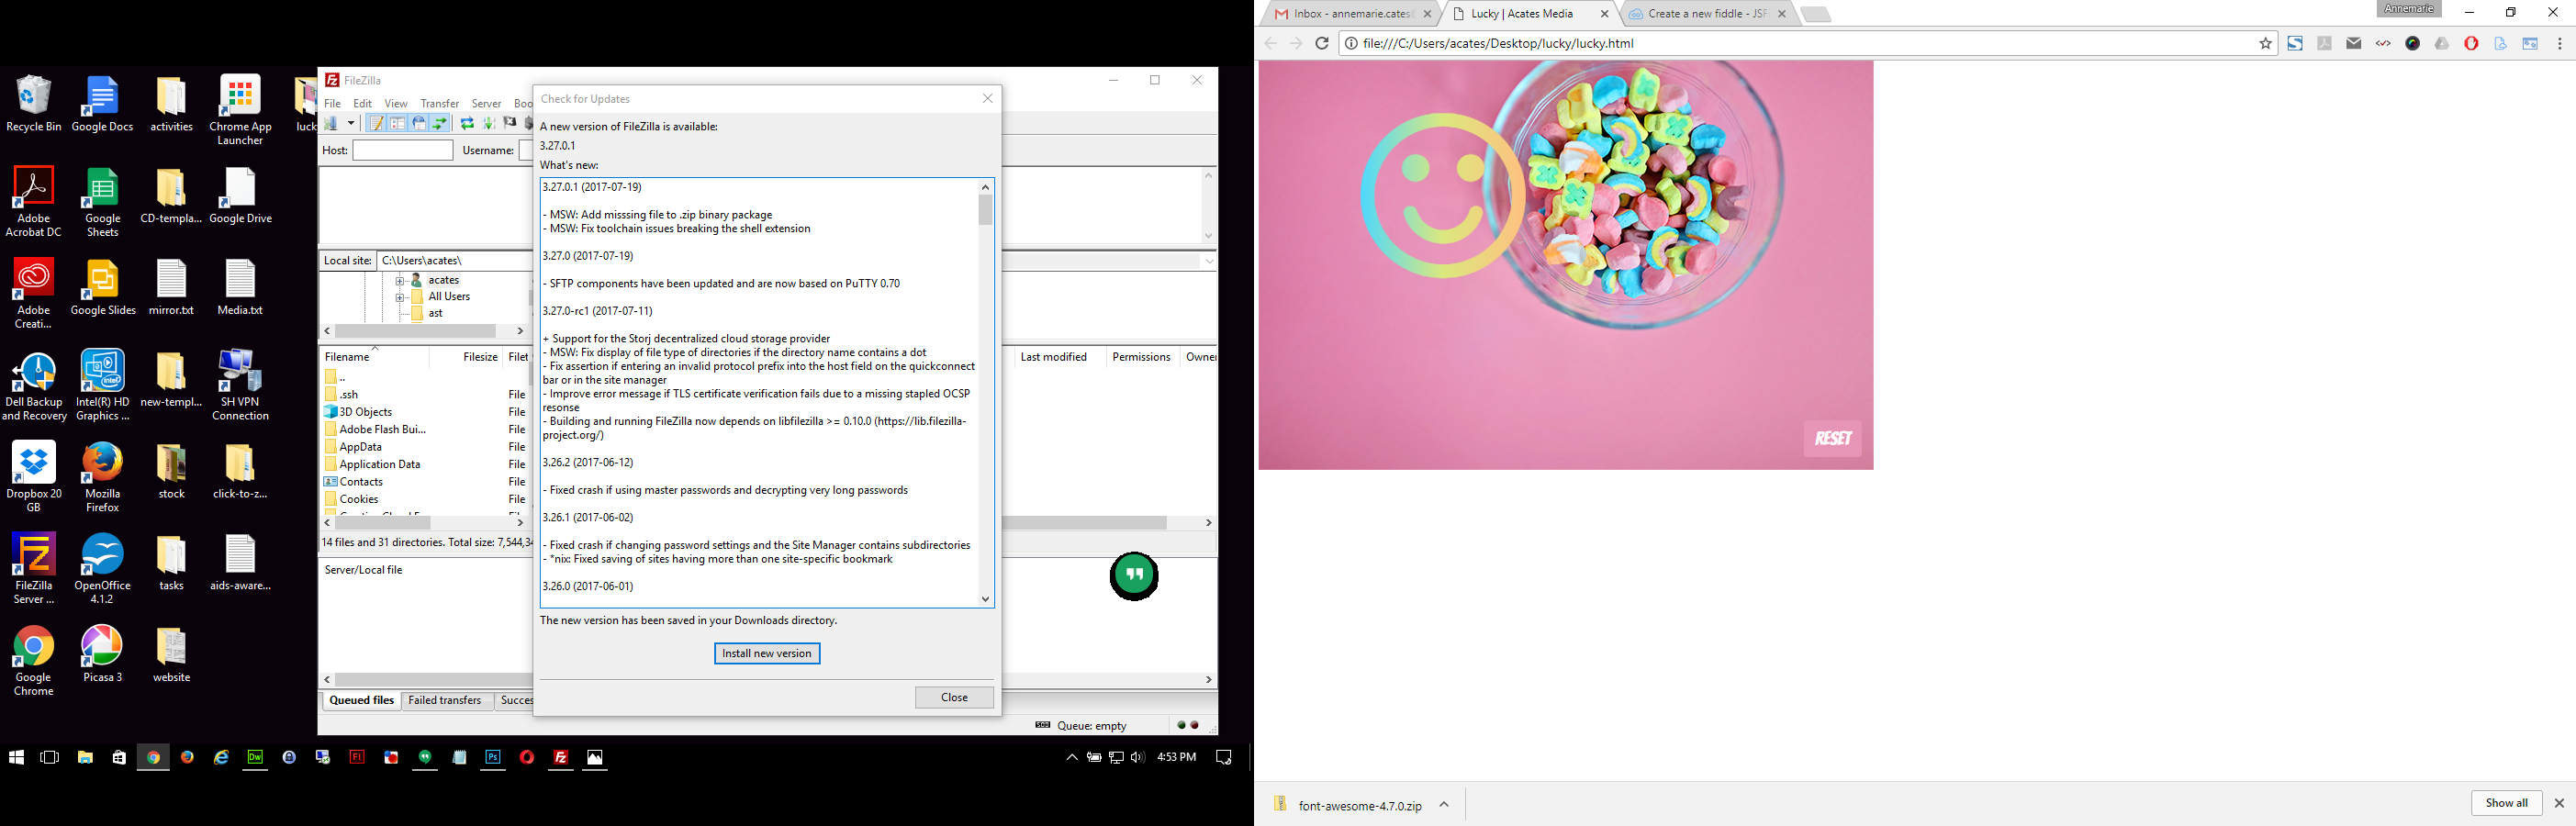 Recycle Bin
Google Docs
activities
Chrome App
Launcher
luck
Adobe
Acrobat DC
Google
Sheets
CD-templa...
Google Drive
Adobe
Creati...
Google Slides
mirror.txt
Media.txt
Dell Backup
and Recovery
Intel(R) HD
Graphics ...
new-templ...
SH VPN
Connection
Dropbox 20
GB
Mozilla
Firefox
stock
click-to-z...
FileZilla
Server ...
OpenOffice
4.1.2
tasks
aids-aware...
Google
Chrome
Picasa 3
website
FileZilla
File Edit View Transfer Server Boo
Host: Username:
Local site: C:\Users\acates\
acates
All Users
ast
Filename Filesize Filet
..
.ssh File
3D Objects File
Adobe Flash Bui... File
AppData File
Application Data File
Contacts File
Cookies File
14 files and 31 directories. Total size: 7,544,34
Server/Local file
Queued files Failed transfers Succes
Last modified Permissions Owner
Queue: empty
Check for Updates
A new version of FileZilla is available:
3.27.0.1
What's new:
3.27.0.1 (2017-07-19)
- MSW: Add misssing file to .zip binary package
- MSW: Fix toolchain issues breaking the shell extension
3.27.0 (2017-07-19)
- SFTP components have been updated and are now based on PuTTY 0.70
3.27.0-rc1 (2017-07-11)
+ Support for the Storj decentralized cloud storage provider
- MSW: Fix display of file type of directories if the directory name contains a dot
- Fix assertion if entering an invalid protocol prefix into the host field on the quickconnect
bar or in the site manager
- Improve error message if TLS certificate verification fails due to a missing stapled OCSP
resonse
- Building and running FileZilla now depends on libfilezilla >= 0.10.0 (https://lib.filezilla-
project.org/)
3.26.2 (2017-06-12)
- Fixed crash if using master passwords and decrypting very long passwords
3.26.1 (2017-06-02)
- Fixed crash if changing password settings and the Site Manager contains subdirectories
- *nix: Fixed saving of sites having more than one site-specific bookmark
3.26.0 (2017-06-01)
The new version has been saved in your Downloads directory.
Install new version
Close
4:53 PM
Inbox - annemarie.cates@
Lucky | Acates Media
Create a new fiddle - JSF
Annemarie
file:///C:/Users/acates/Desktop/lucky/lucky.html
RESET
font-awesome-4.7.0.zip
Show all